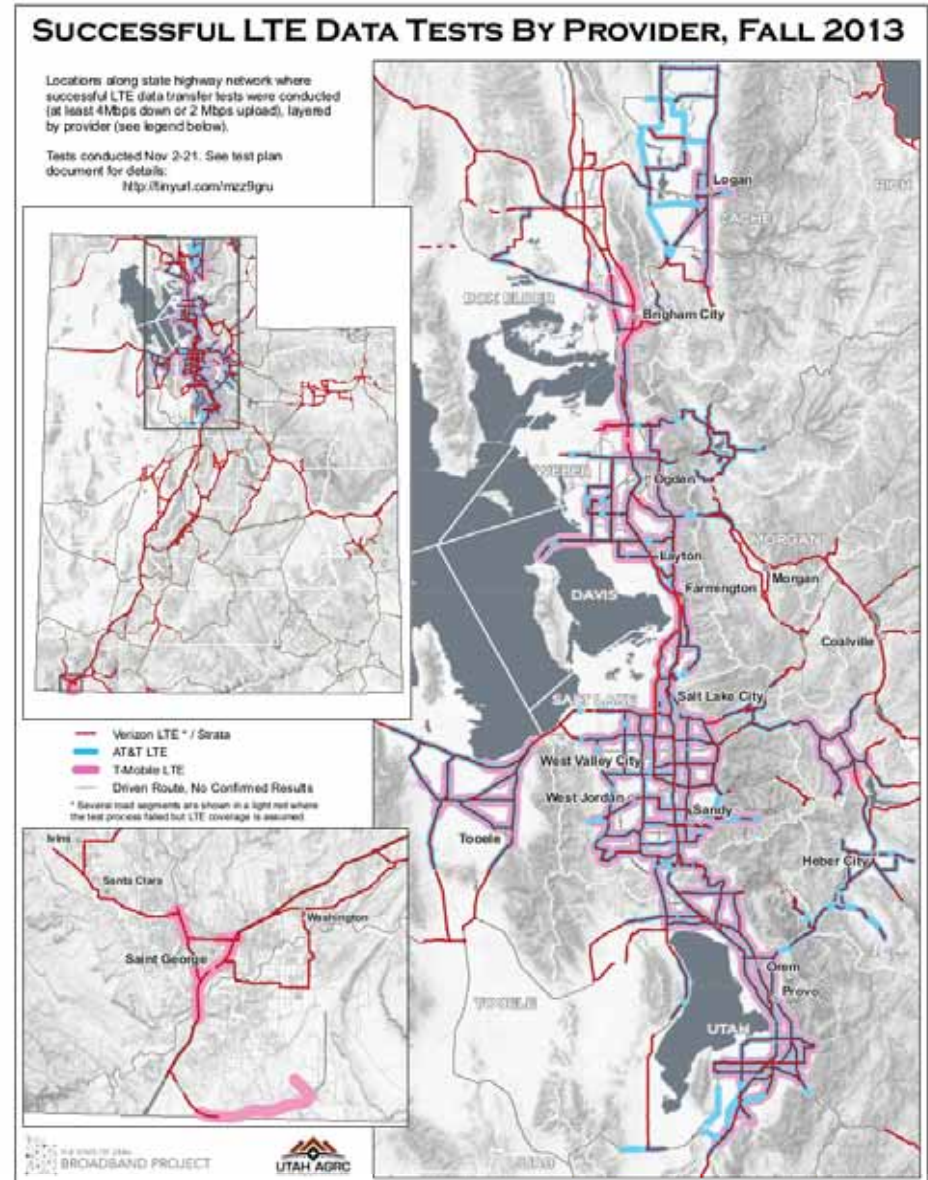 SUCCESSFUL LTE DATA TESTS BY PROVIDER, FALL 2013
Locations along state highway network where
successful LTE data transfer tests were conducted
(at least 4Mbps down or 2 Mbps upload), layered
by provider (see legend below).
Tests conducted Nov 2-21. See test plan
document for details:
Logan
RICH
CACHE
BOX ELDER
Brigham City
WEBER
Ogden
MORGAN
Layton
Morgan
Farmington
DAVIS
Coalville
Salt Lake City
SALT LAKE
West Valley City
West Jordan
Sandy
Tooele
Heber City
Orem
Provo
TOOELE
UTAH
JUAB
Verizon LTE * / Strata
AT&T LTE
T-Mobile LTE
Driven Route, No Confirmed Results
* Several road segments are shown in a light red where
the test process failed but LTE coverage is assumed
Ivins
Santa Clara
Washington
Saint George
BROADBAND PROJECT
UTAH AGRC